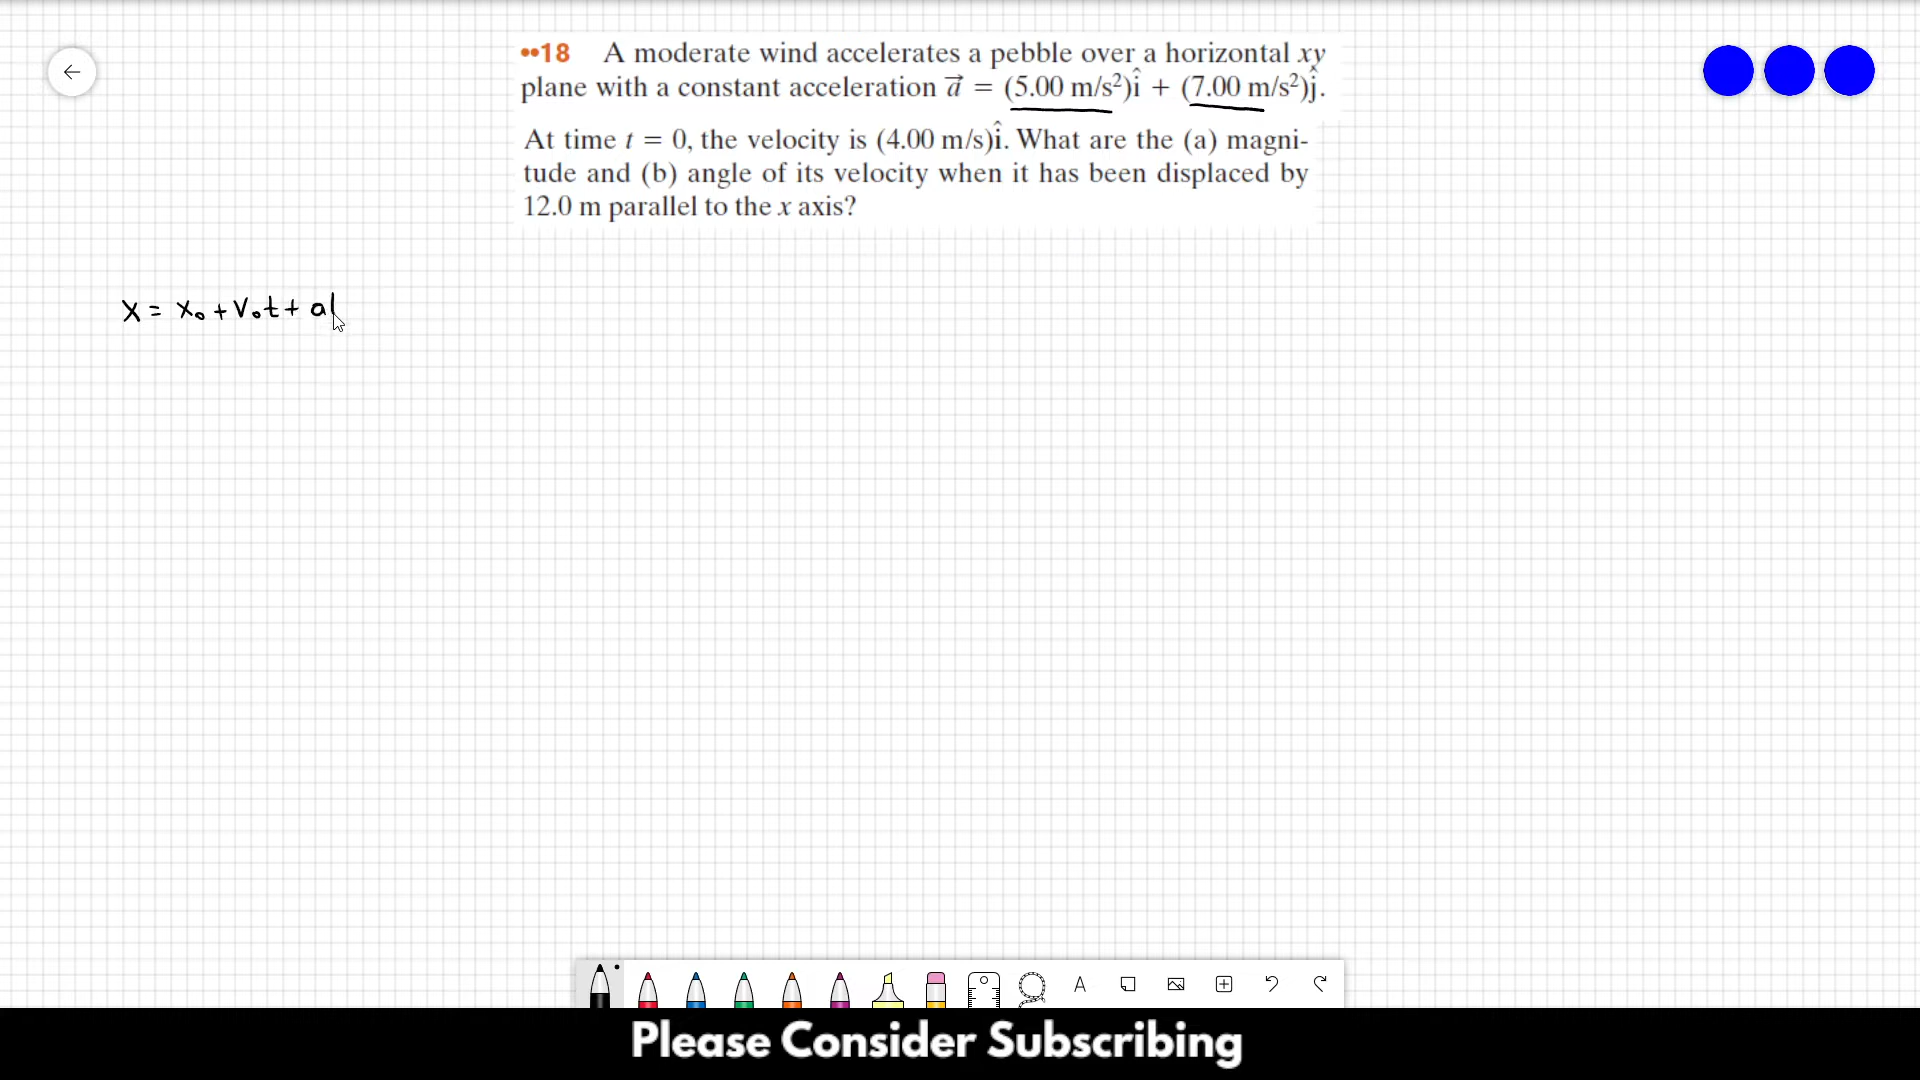 ••18 A moderate wind accelerates a pebble over a horizontal xy
plane with a constant acceleration a⃗ = (5.00 m/s²)î + (7.00 m/s²)ĵ.
At time t = 0, the velocity is (4.00 m/s)î. What are the (a) magni-
tude and (b) angle of its velocity when it has been displaced by
12.0 m parallel to the x axis?
x = x₀ + v₀t + a
A
Please Consider Subscribing